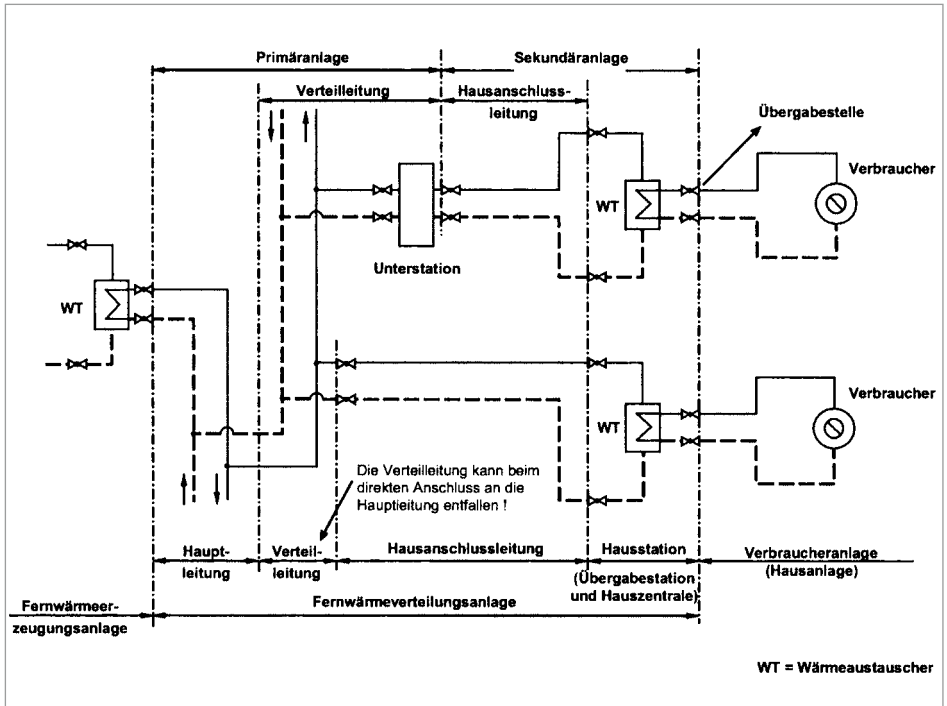 Primäranlage
Sekundäranlage
Verteilleitung
Hausanschluss-
leitung
Übergabestelle
Verbraucher
WT
Unterstation
WT
Verbraucher
WT
Die Verteilleitung kann beim
direkten Anschluss an die
Hauptleitung entfallen !
Haupt-
leitung
Verteil-
leitung
Hausanschlussleitung
Hausstation
(Übergabestation
und Hauszentrale)
Verbraucheranlage
(Hausanlage)
Fernwärmeer-
zeugungsanlage
Fernwärmeverteilungsanlage
WT = Wärmeaustauscher